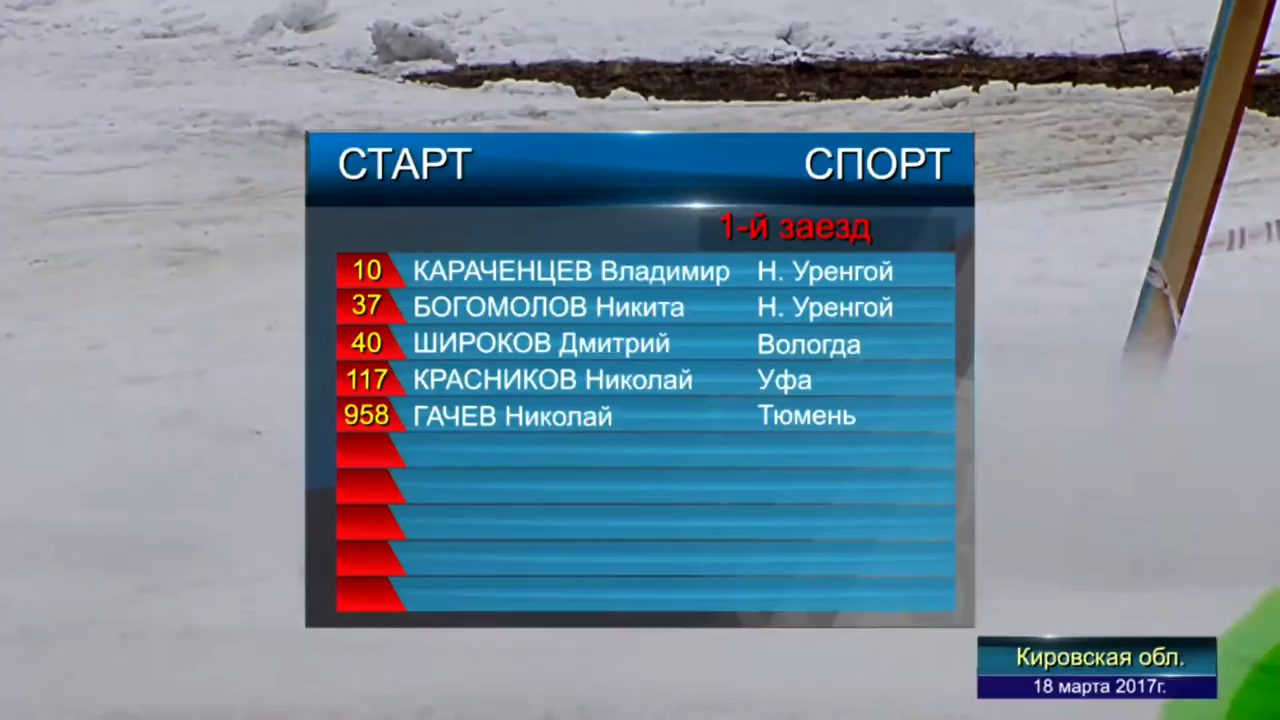 СТАРТ СПОРТ
1-й заезд
10 КАРАЧЕНЦЕВ Владимир Н. Уренгой
37 БОГОМОЛОВ Никита Н. Уренгой
40 ШИРОКОВ Дмитрий Вологда
117 КРАСНИКОВ Николай Уфа
958 ГАЧЕВ Николай Тюмень
Кировская обл.
18 марта 2017г.